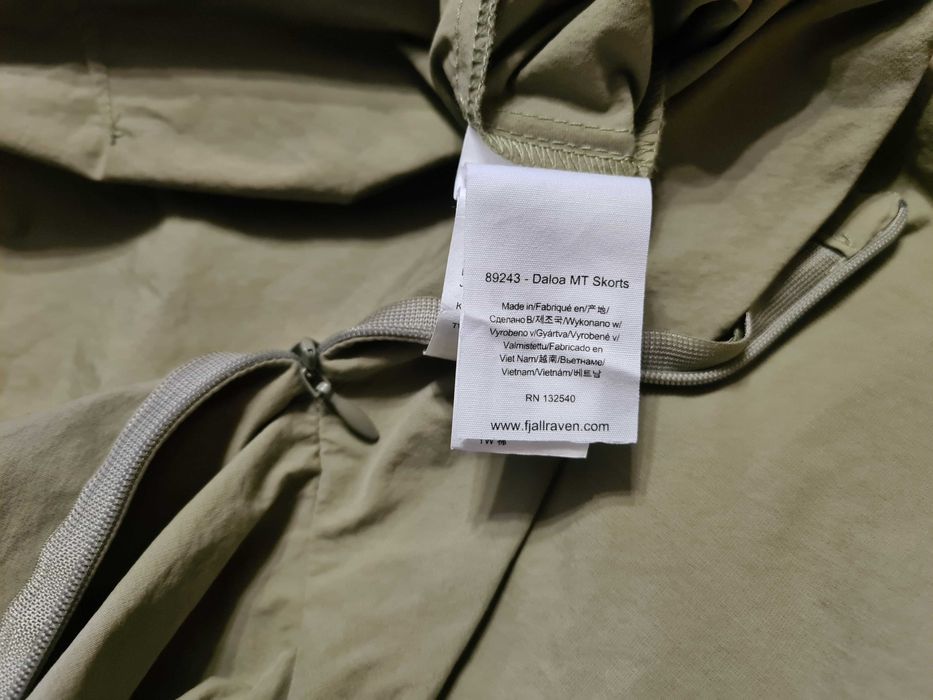 89243 - Daloa MT Skorts
Made in/Fabriqué en/产地/
Сделано В/제조국/Wykonano w/
Vyrobeno v/Gyártva/Vyrobené v/
Valmistettu/Fabricado en
Viet Nam/越南/Вьетнаме/
Vietnam/Vietnám/베트남
RN 132540
www.fjallraven.com